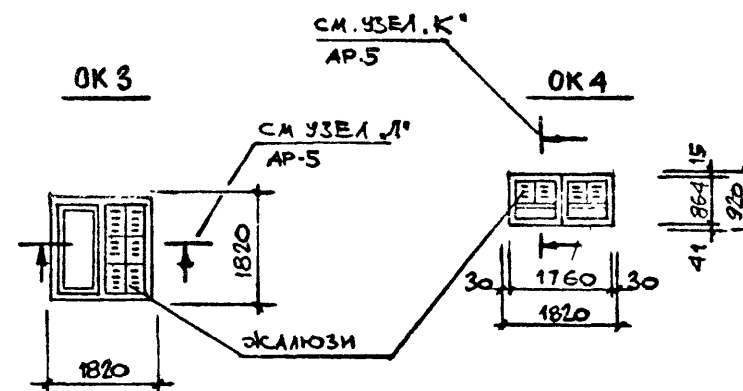 СМ. УЗЕЛ „К"
АР-5
ОК 3
ОК 4
СМ УЗЕЛ „Л"
АР-5
1820
15
864
920
41
30
1760
30
1820
ЖАЛЮЗИ
1820